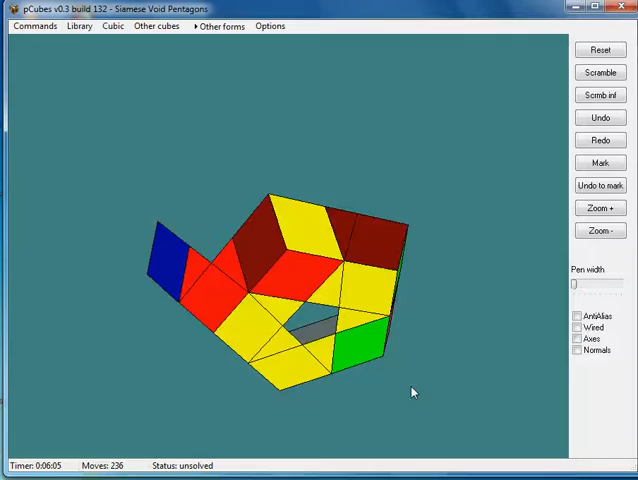 pCubes v0.3 build 132 - Siamese Void Pentagons
Commands Library Cubic Other cubes Other forms Options
Reset
Scramble
Scrmb inf
Undo
Redo
Mark
Undo to mark
Zoom +
Zoom -
Pen width
AntiAlias
Wired
Axes
Normals
Timer: 0:06:05 Moves: 236 Status: unsolved